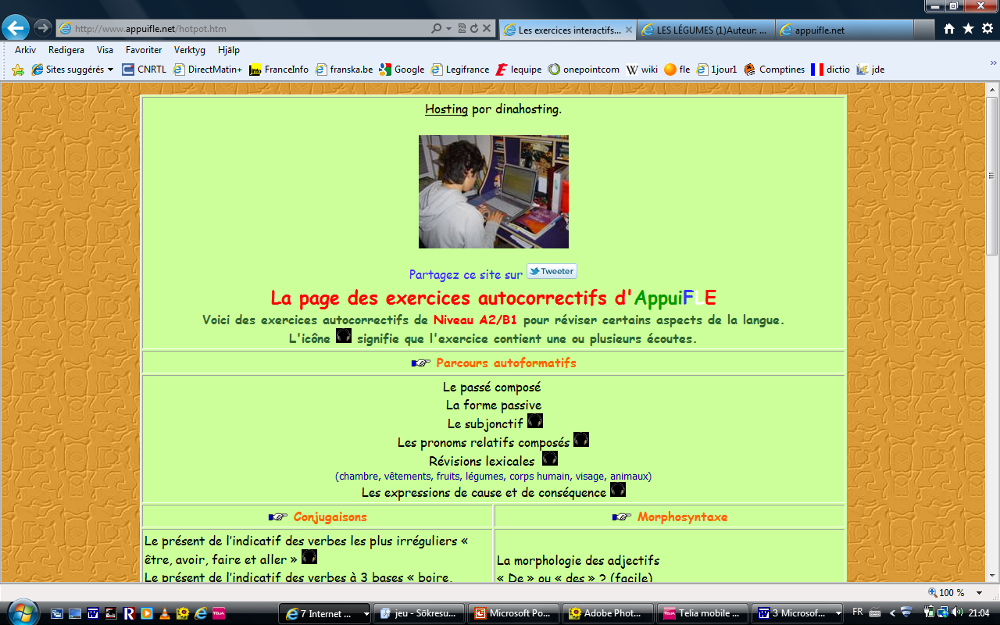 http://www.appuifle.net/hotpot.htm
Les exercices interactifs...
LES LÉGUMES (1)Auteur: ...
appuifle.net
Arkiv Redigera Visa Favoriter Verktyg Hjälp
Sites suggérés CNRTL DirectMatin+ FranceInfo franska.be Google Legifrance lequipe onepointcom wiki fle 1jour1 Comptines dictio jde
Hosting por dinahosting.
Partagez ce site sur Tweeter
La page des exercices autocorrectifs d'AppuiFLE
Voici des exercices autocorrectifs de Niveau A2/B1 pour réviser certains aspects de la langue.
L'icône signifie que l'exercice contient une ou plusieurs écoutes.
Parcours autoformatifs
Le passé composé
La forme passive
Le subjonctif
Les pronoms relatifs composés
Révisions lexicales
(chambre, vêtements, fruits, légumes, corps humain, visage, animaux)
Les expressions de cause et de conséquence
Conjugaisons
Le présent de l'indicatif des verbes les plus irréguliers «
être, avoir, faire et aller »
Le présent de l'indicatif des verbes à 3 bases « boire,
Morphosyntaxe
La morphologie des adjectifs
« De » ou « des » ? (facile)
100 %
7 Internet ... jeu - Sökresu... Microsoft Po... Adobe Phot... Telia mobile ... 3 Microsof... FR 21:04